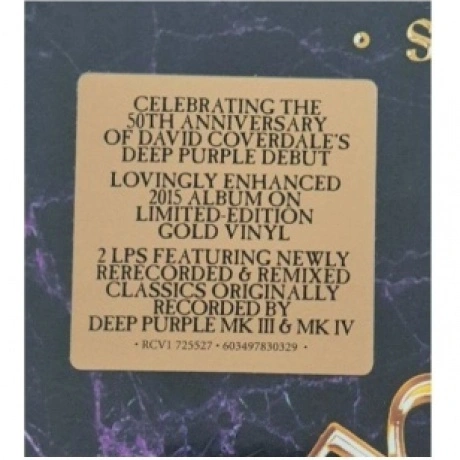 · S
CELEBRATING THE
50TH ANNIVERSARY
OF DAVID COVERDALE'S
DEEP PURPLE DEBUT
LOVINGLY ENHANCED
2015 ALBUM ON
LIMITED-EDITION
GOLD VINYL
2 LPS FEATURING NEWLY
RERECORDED & REMIXED
CLASSICS ORIGINALLY
RECORDED BY
DEEP PURPLE MK III & MK IV
• RCV1 725527 • 603497830329 •